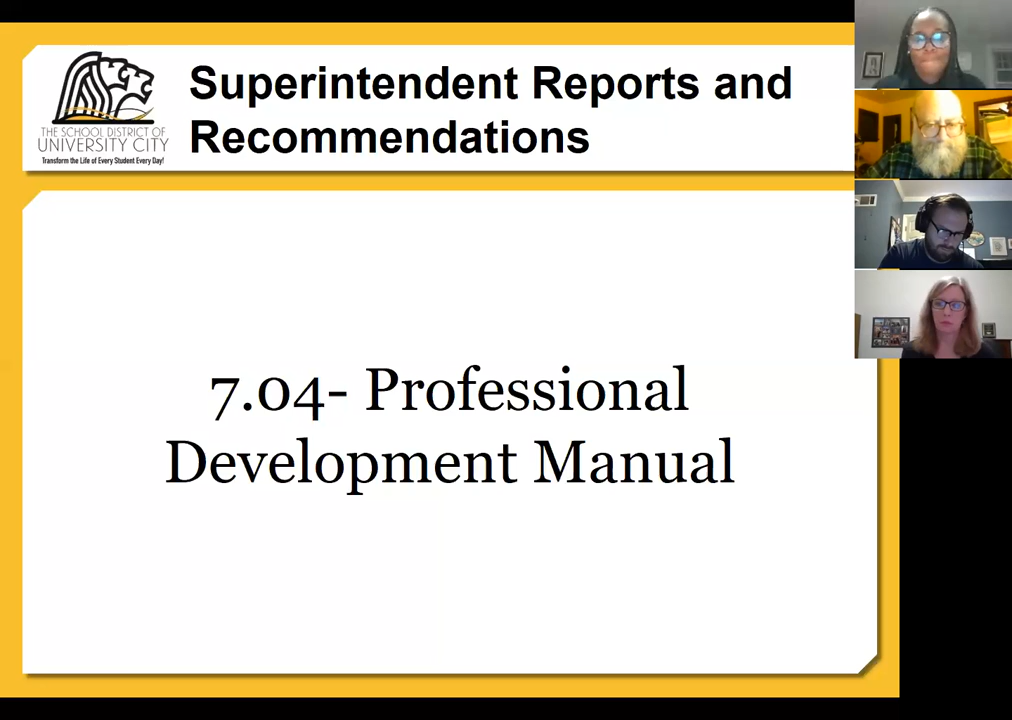 Superintendent Reports and
Recommendations
THE SCHOOL DISTRICT OF
UNIVERSITY CITY
Transform the Life of Every Student Every Day!
7.04- Professional
Development Manual